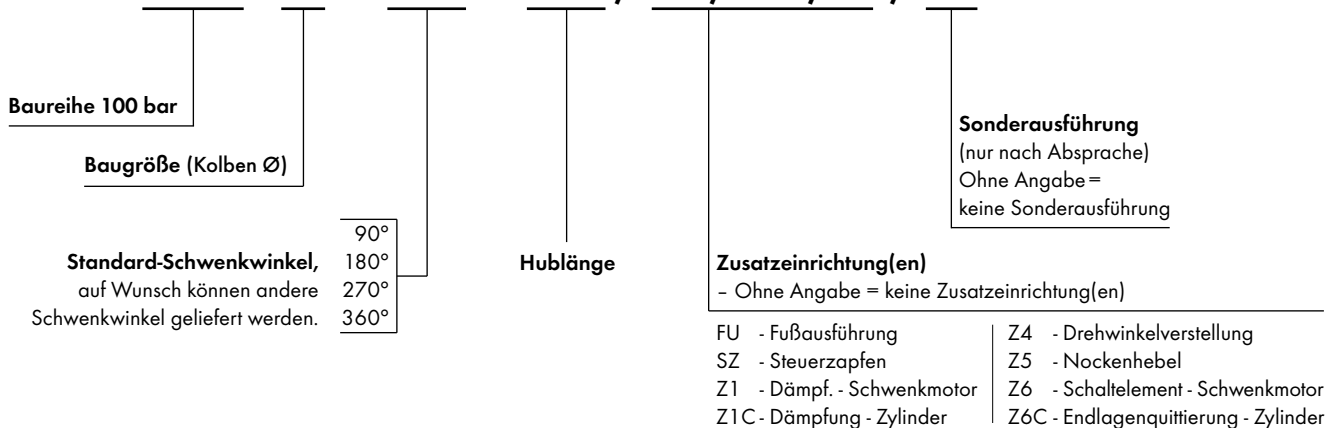 Baureihe 100 bar
Baugröße (Kolben Ø)
Standard-Schwenkwinkel,
auf Wunsch können andere
Schwenkwinkel geliefert werden.
90°
180°
270°
360°
Hublänge
Sonderausführung
(nur nach Absprache)
Ohne Angabe =
keine Sonderausführung
Zusatzeinrichtung(en)
– Ohne Angabe = keine Zusatzeinrichtung(en)
FU - Fußausführung
SZ - Steuerzapfen
Z1 - Dämpf. - Schwenkmotor
Z1C - Dämpfung - Zylinder
Z4 - Drehwinkelverstellung
Z5 - Nockenhebel
Z6 - Schaltelement - Schwenkmotor
Z6C - Endlagenquittierung - Zylinder